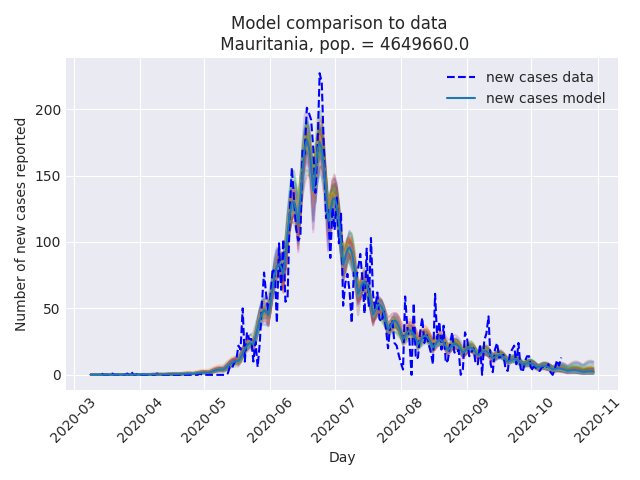 Model comparison to data
Mauritania, pop. = 4649660.0
new cases data
new cases model
Number of new cases reported
200
150
100
50
0
2020-03
2020-04
2020-05
2020-06
2020-07
2020-08
2020-09
2020-10
2020-11
Day